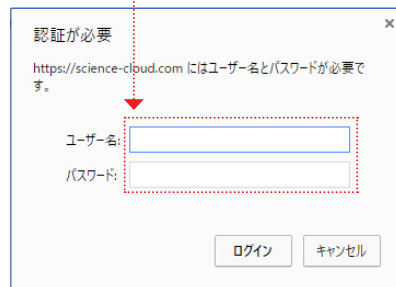 認証が必要
https://science-cloud.com にはユーザー名とパスワードが必要で
す。
ユーザー名:
パスワード:
ログイン キャンセル